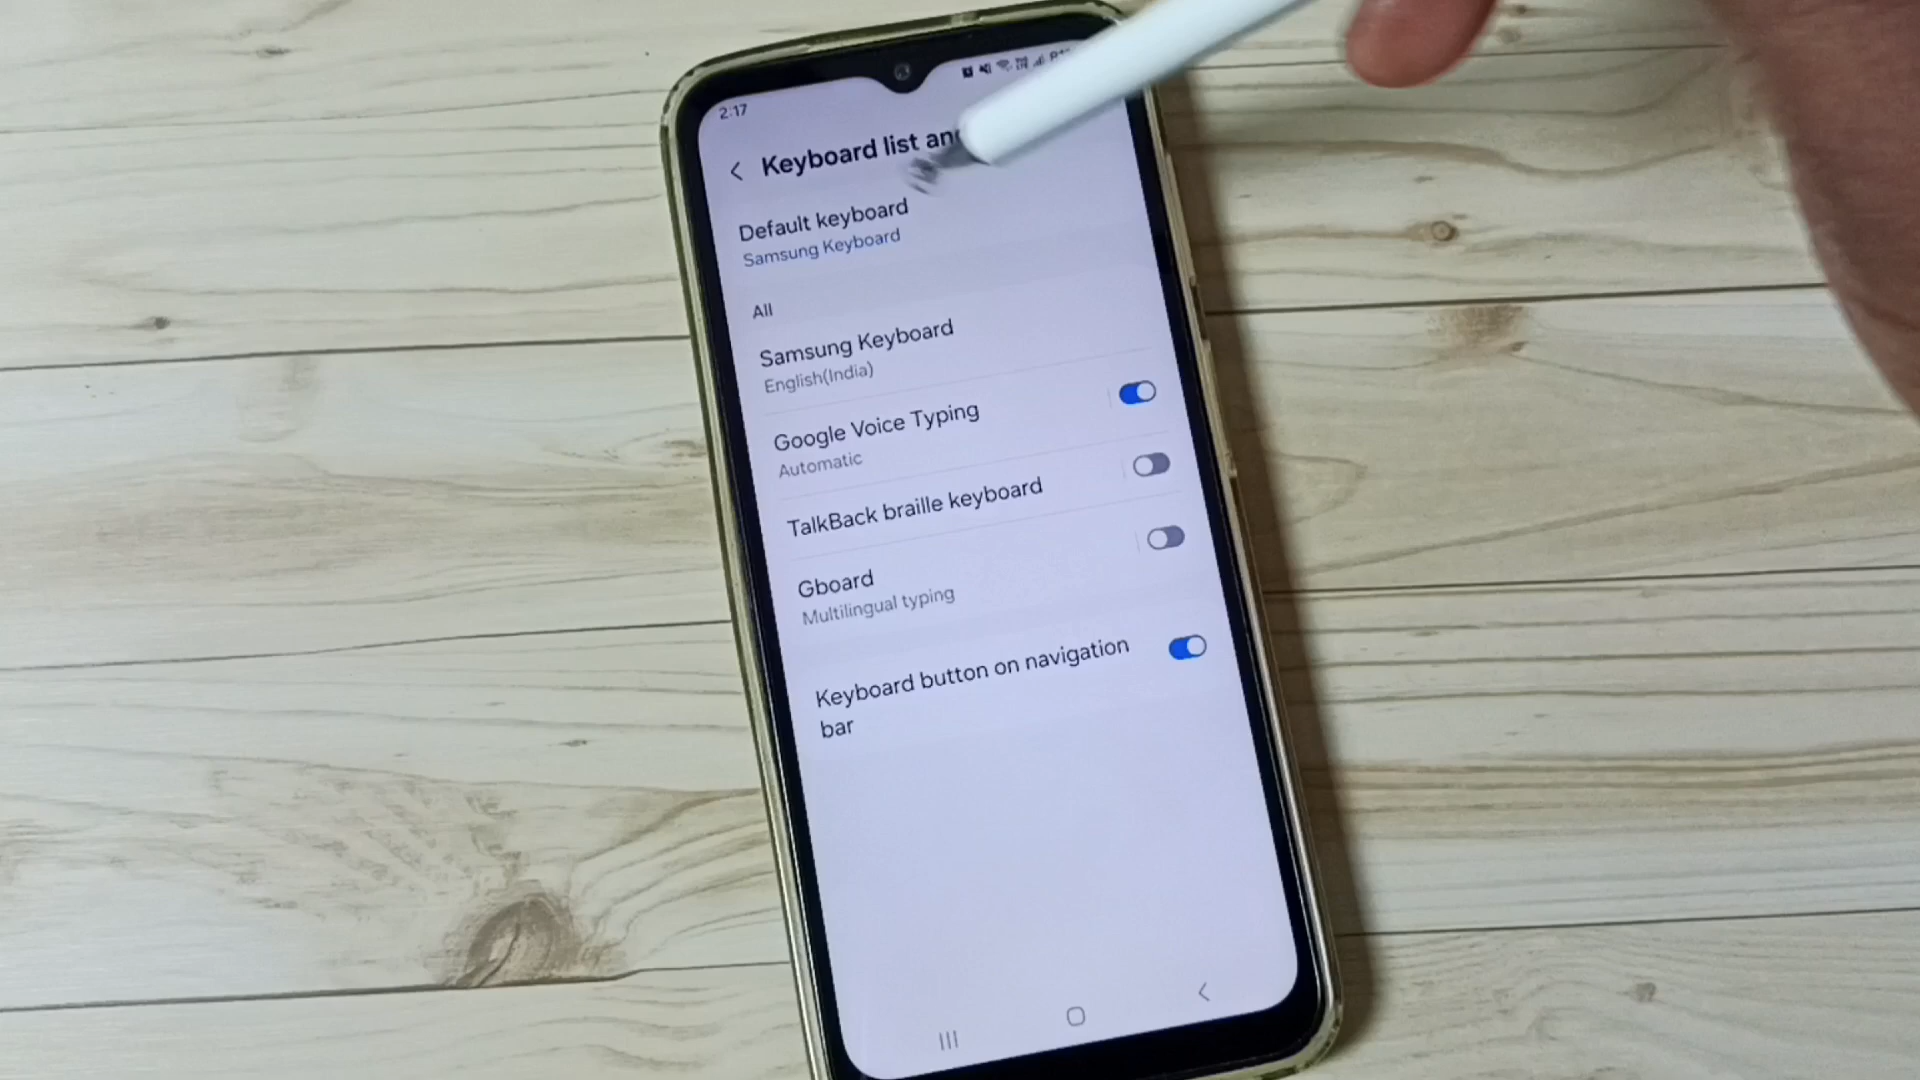 2:17
Keyboard list and
Default keyboard
Samsung Keyboard
All
Samsung Keyboard
English(India)
Google Voice Typing
Automatic
TalkBack braille keyboard
Gboard
Multilingual typing
Keyboard button on navigation
bar